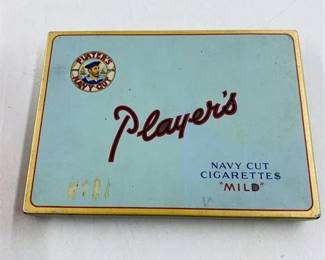 PLAYER'S
NAVY CUT
Player's
NAVY CUT
CIGARETTES
"MILD"